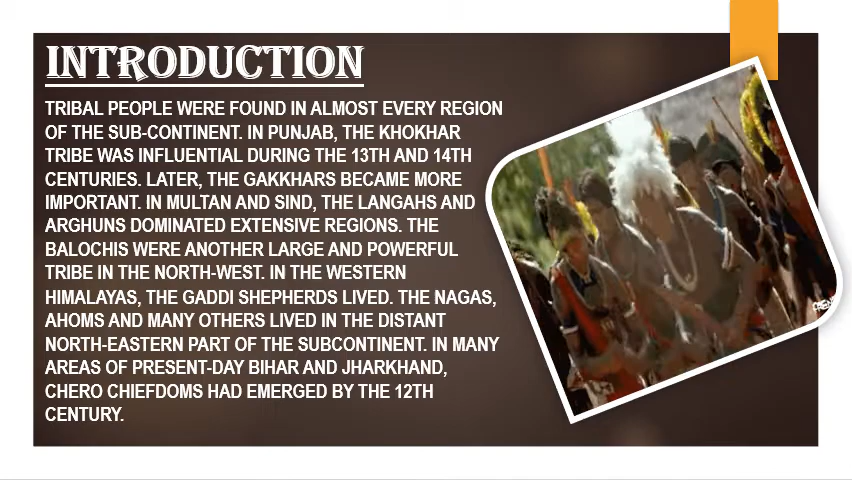 INTRODUCTION
TRIBAL PEOPLE WERE FOUND IN ALMOST EVERY REGION
OF THE SUB-CONTINENT. IN PUNJAB, THE KHOKHAR
TRIBE WAS INFLUENTIAL DURING THE 13TH AND 14TH
CENTURIES. LATER, THE GAKKHARS BECAME MORE
IMPORTANT. IN MULTAN AND SIND, THE LANGAHS AND
ARGHUNS DOMINATED EXTENSIVE REGIONS. THE
BALOCHIS WERE ANOTHER LARGE AND POWERFUL
TRIBE IN THE NORTH-WEST. IN THE WESTERN
HIMALAYAS, THE GADDI SHEPHERDS LIVED. THE NAGAS,
AHOMS AND MANY OTHERS LIVED IN THE DISTANT
NORTH-EASTERN PART OF THE SUBCONTINENT. IN MANY
AREAS OF PRESENT-DAY BIHAR AND JHARKHAND,
CHERO CHIEFDOMS HAD EMERGED BY THE 12TH
CENTURY.